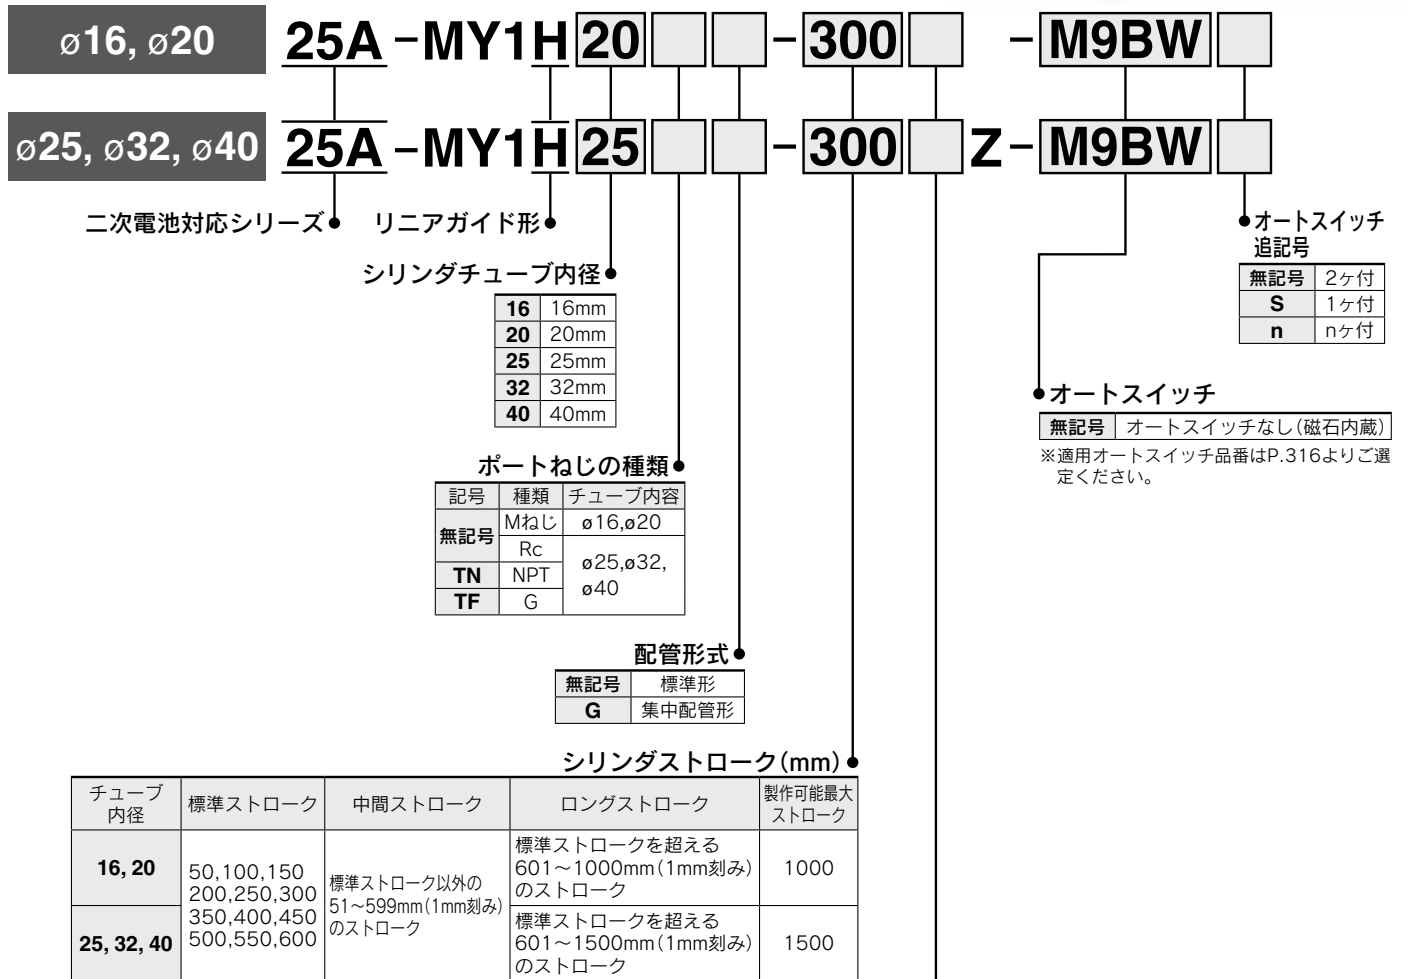 ø16, ø20 25A-MY1H20□□-300□-M9BW□
ø25, ø32, ø40 25A-MY1H25□□-300□Z-M9BW□
二次電池対応シリーズ
リニアガイド形
シリンダチューブ内径
16 16mm
20 20mm
25 25mm
32 32mm
40 40mm
ポートねじの種類
記号 種類 チューブ内容
無記号 Mねじ ø16,ø20
Rc ø25,ø32,
ø40
TN NPT
TF G
配管形式
無記号 標準形
G 集中配管形
シリンダストローク(mm)
チューブ
内径
標準ストローク
中間ストローク
ロングストローク
製作可能最大
ストローク
16, 20
50,100,150
200,250,300
350,400,450
500,550,600
標準ストローク以外の
51~599mm(1mm刻み)
のストローク
標準ストロークを超える
601~1000mm(1mm刻み)
のストローク
1000
25, 32, 40
標準ストロークを超える
601~1500mm(1mm刻み)
のストローク
1500
オートスイッチ
追記号
無記号 2ヶ付
S 1ヶ付
n nヶ付
オートスイッチ
無記号 オートスイッチなし(磁石内蔵)
※適用オートスイッチ品番はP.316よりご選
定ください。